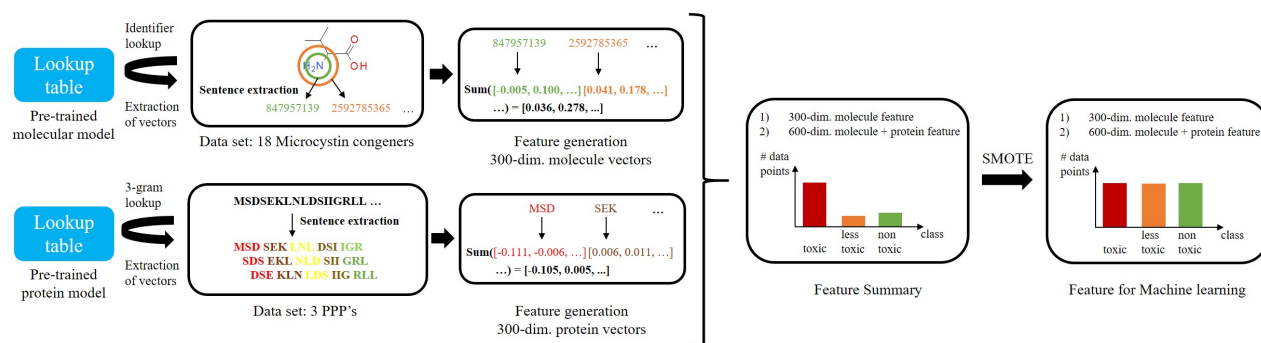 Lookup
table
Pre-trained
molecular model
Identifier
lookup
Extraction
of vectors
O
OH
H₂N
Sentence extraction
847957139 2592785365 …
Data set: 18 Microcystin congeners
847957139 2592785365 …
Sum([-0.005, 0.100, …] [0.041, 0.178, …]
…) = [0.036, 0.278, ...]
Feature generation
300-dim. molecule vectors
Lookup
table
Pre-trained
protein model
3-gram
lookup
Extraction
of vectors
MSDSEKLNLDSIIGRLL …
Sentence extraction
MSD SEK LNL DSI IGR
SDS EKL NLD SII GRL
DSE KLN LDS IIG RLL
Data set: 3 PPP's
MSD SEK …
Sum([-0.111, -0.006, …] [0.006, 0.011, …]
…) = [-0.105, 0.005, ...]
Feature generation
300-dim. protein vectors
1) 300-dim. molecule feature
2) 600-dim. molecule + protein feature
# data
points
toxic
less
toxic
non
toxic
class
Feature Summary
SMOTE
1) 300-dim. molecule feature
2) 600-dim. molecule + protein feature
# data
points
toxic
less
toxic
non
toxic
class
Feature for Machine learning